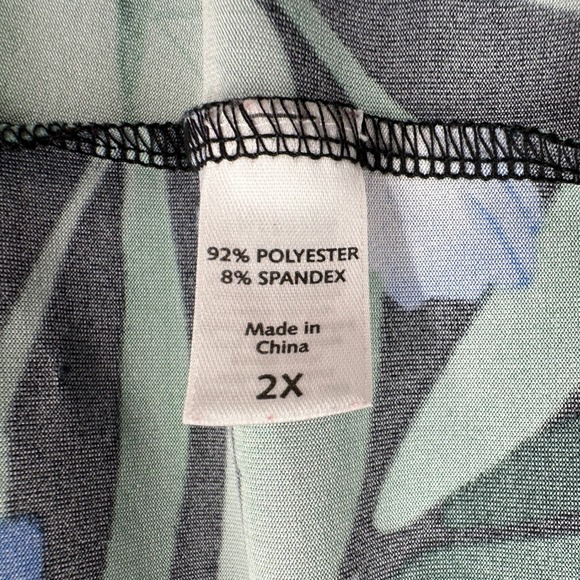 92% POLYESTER
8% SPANDEX
Made in
China
2X